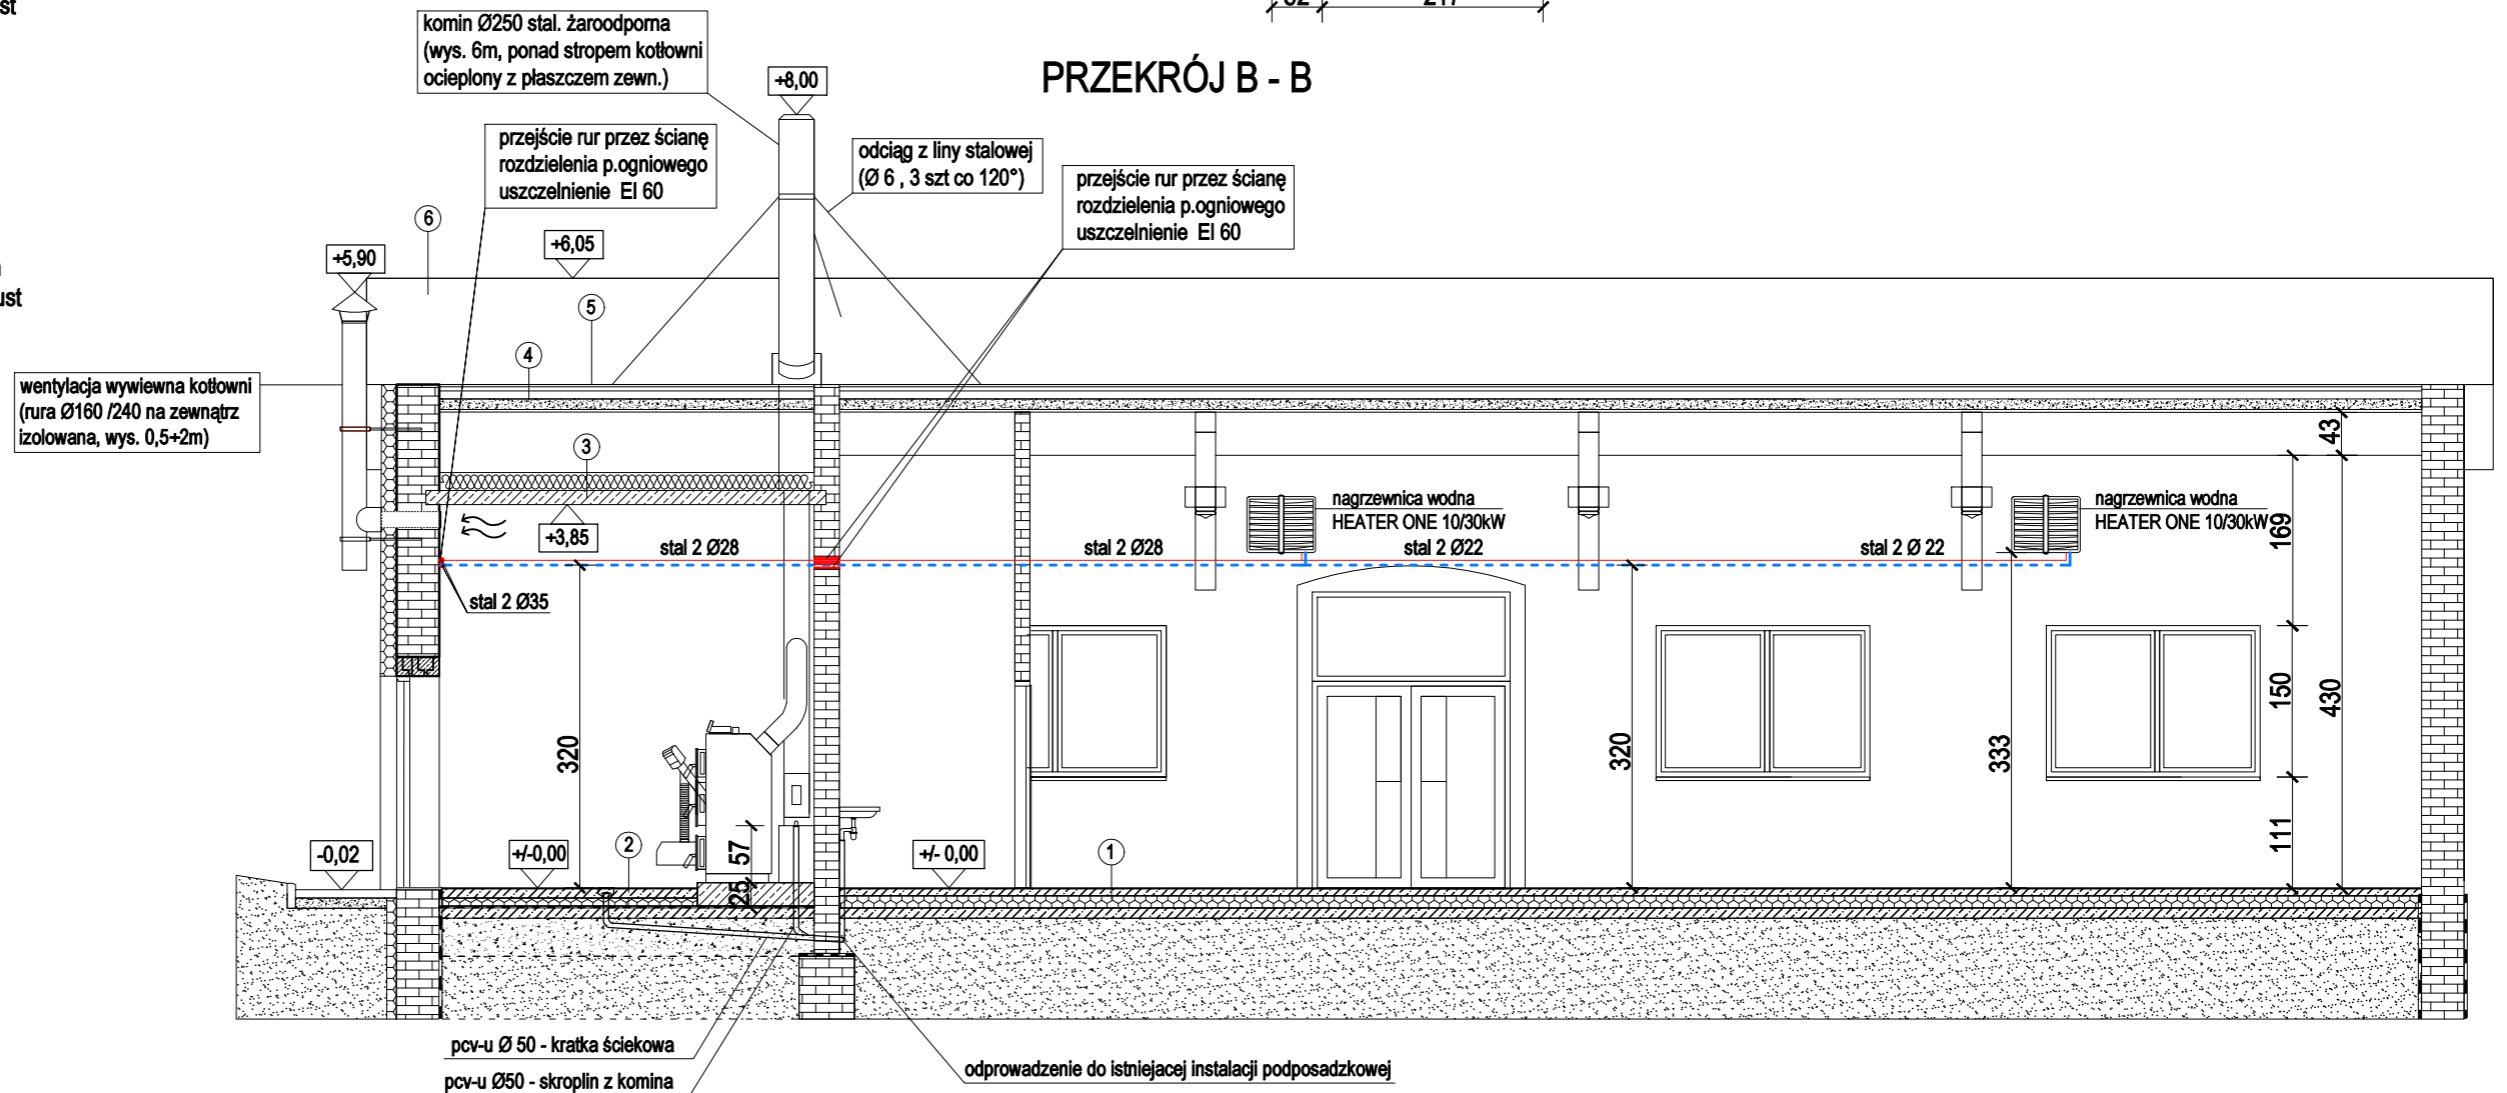 komin Ø250 stal. żaroodporna
(wys. 6m, ponad stropem kotłowni
ocieplony z płaszczem zewn.)
PRZEKRÓJ B - B
+8,00
przejście rur przez ścianę
rozdzielenia p.ogniowego
uszczelnienie EI 60
odciąg z liny stalowej
(Ø 6 , 3 szt co 120°)
przejście rur przez ścianę
rozdzielenia p.ogniowego
uszczelnienie EI 60
6
+6,05
+5,90
5
4
wentylacja wywiewna kotłowni
(rura Ø160 /240 na zewnątrz
izolowana, wys. 0,5+2m)
3
43
nagrzewnica wodna
HEATER ONE 10/30kW
nagrzewnica wodna
HEATER ONE 10/30kW
169
+3,85
stal 2 Ø28
stal 2 Ø28
stal 2 Ø22
stal 2 Ø 22
stal 2 Ø35
320
320
333
150
430
111
-0,02
+/-0,00
2
57
25
+/- 0,00
1
pcv-u Ø 50 - kratka ściekowa
pcv-u Ø50 - skroplin z komina
odprowadzenie do istniejacej instalacji podposadzkowej